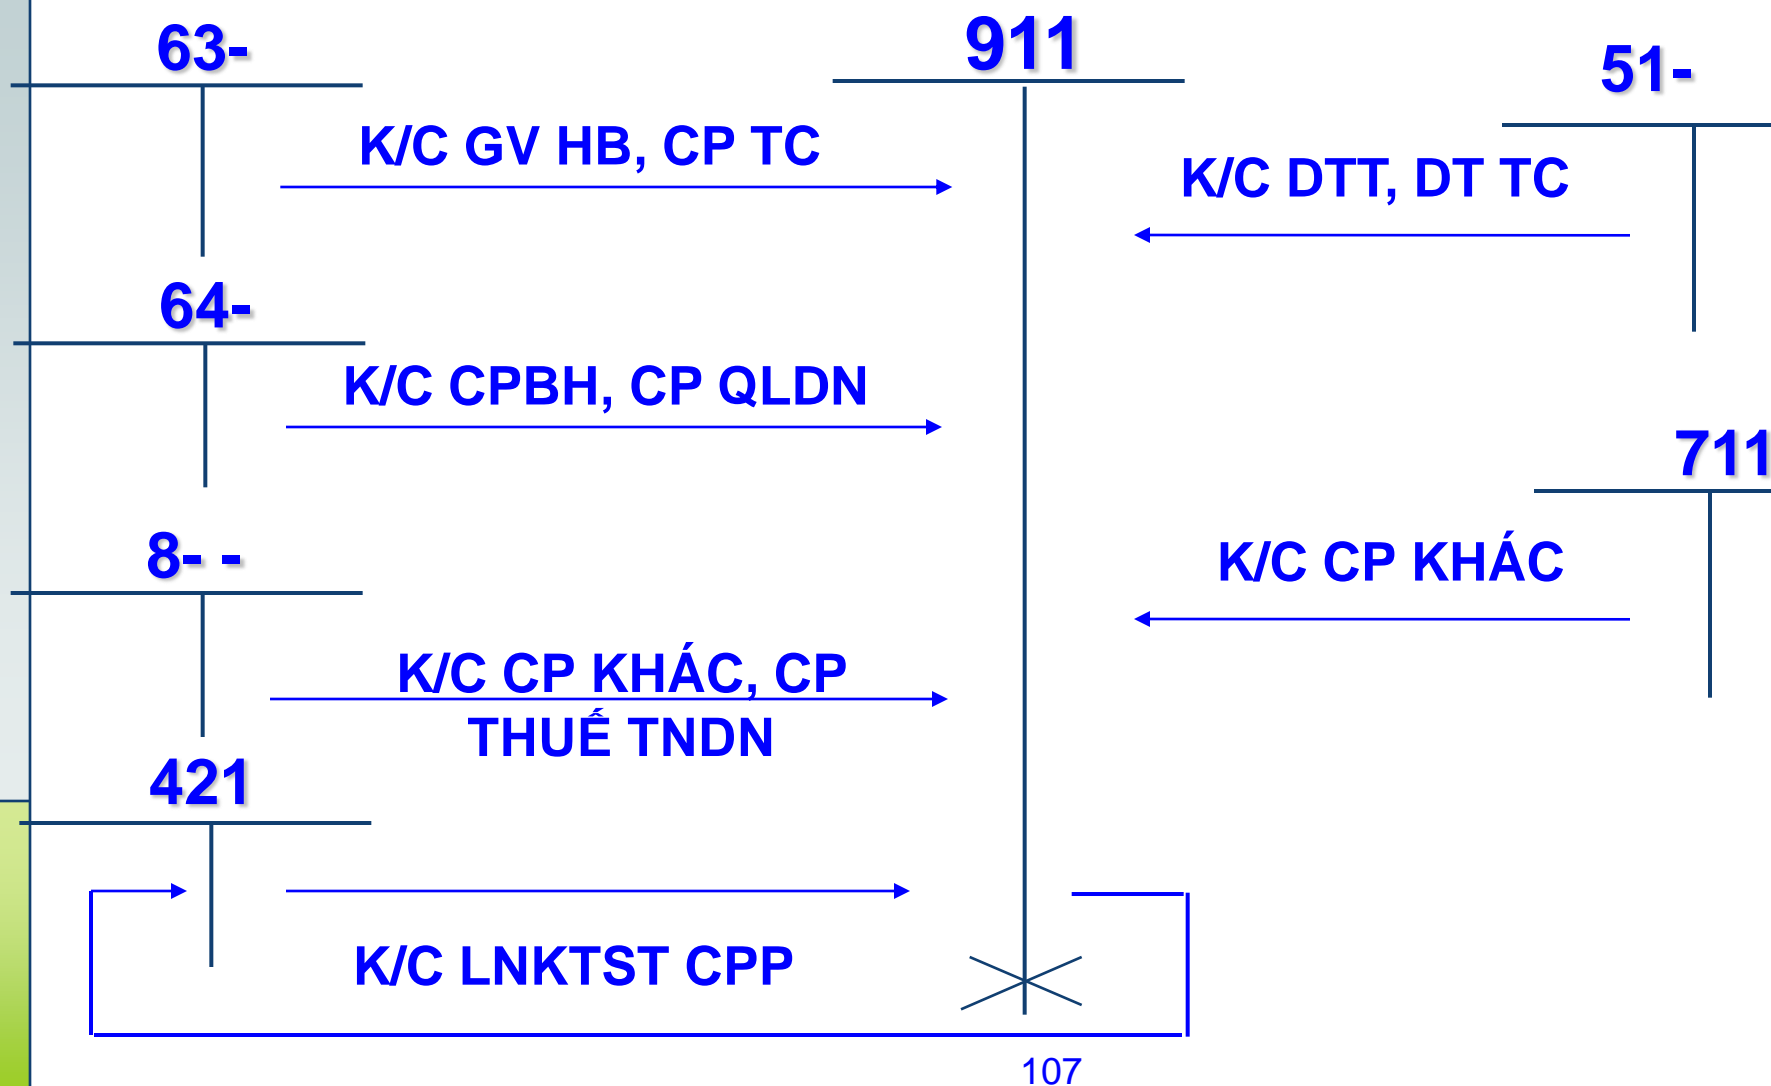 63-
911
51-
K/C GV HB, CP TC
K/C DTT, DT TC
64-
K/C CPBH, CP QLDN
711
8- -
K/C CP KHÁC
K/C CP KHÁC, CP
THUẾ TNDN
421
K/C LNKTST CPP
107